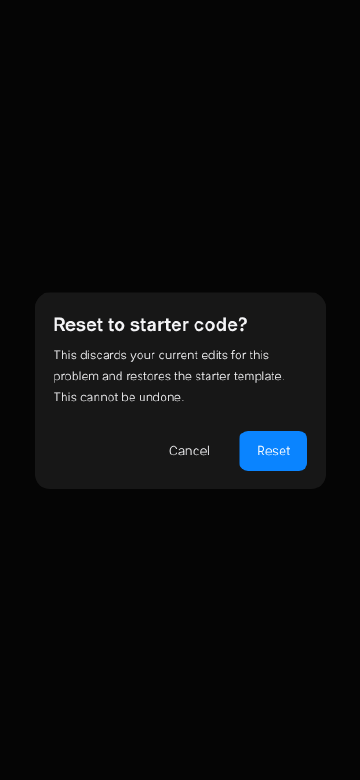 Reset to starter code?
This discards your current edits for this
problem and restores the starter template.
This cannot be undone.
Cancel
Reset